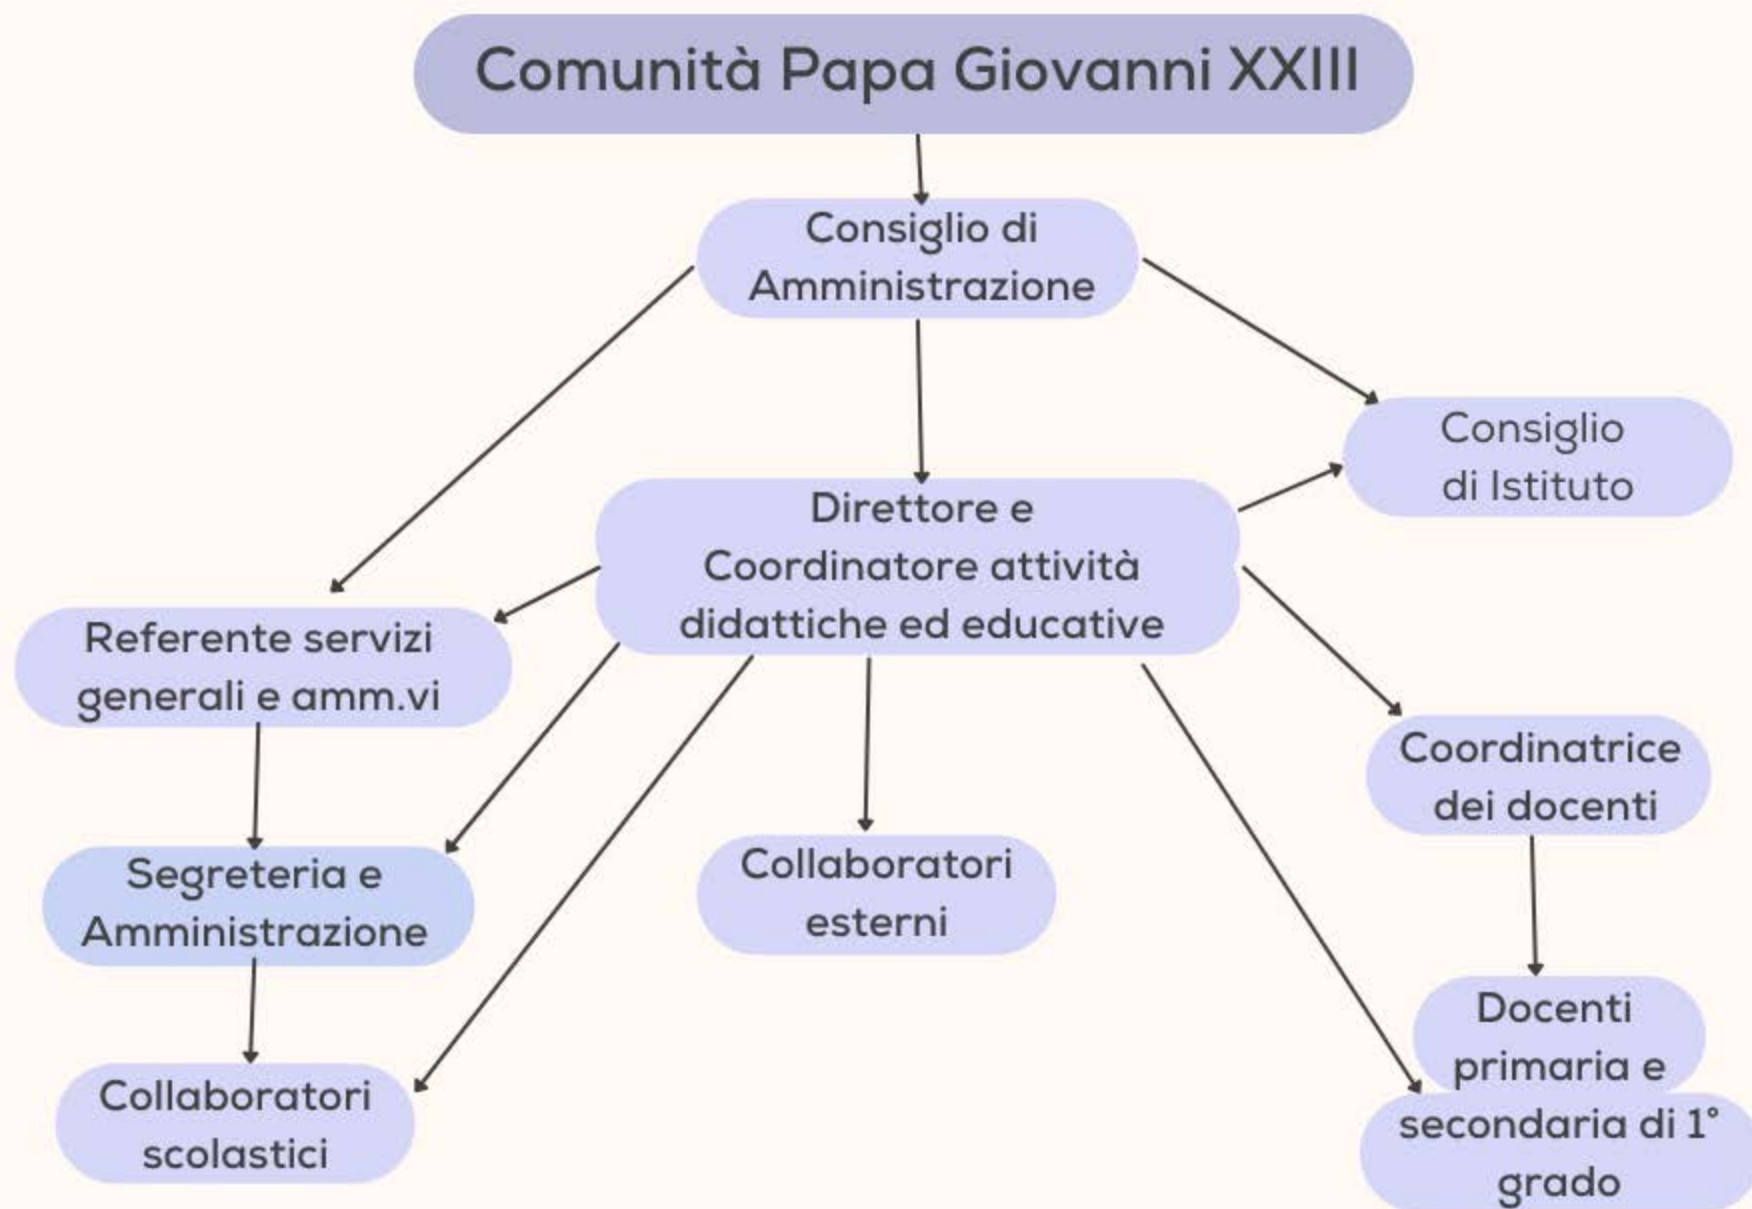 Comunità Papa Giovanni XXIII
Consiglio di
Amministrazione
Consiglio
di Istituto
Direttore e
Coordinatore attività
didattiche ed educative
Referente servizi
generali e amm.vi
Coordinatrice
dei docenti
Segreteria e
Amministrazione
Collaboratori
esterni
Collaboratori
scolastici
Docenti
primaria e
secondaria di 1°
grado